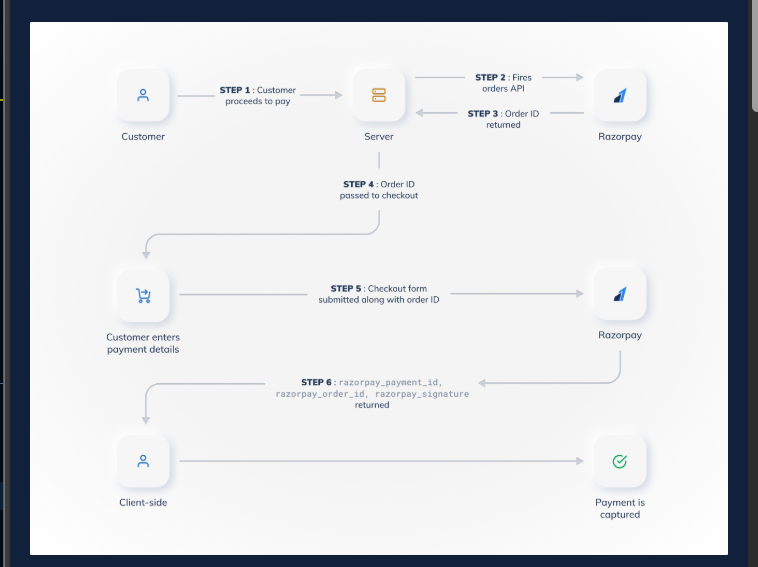 STEP 1 : Customer
proceeds to pay
STEP 2 : Fires
orders API
STEP 3 : Order ID
returned
Customer
Server
Razorpay
STEP 4 : Order ID
passed to checkout
STEP 5 : Checkout form
submitted along with order ID
Customer enters
payment details
Razorpay
STEP 6 : razorpay_payment_id,
razorpay_order_id, razorpay_signature
returned
Client-side
Payment is
captured